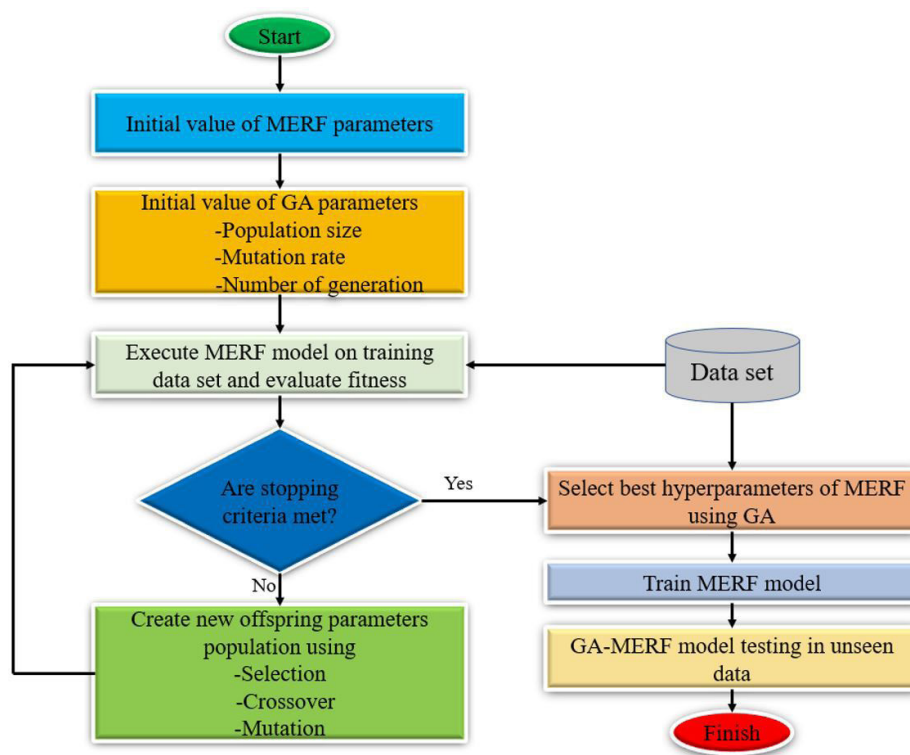 Start
Initial value of MERF parameters
Initial value of GA parameters
-Population size
-Mutation rate
-Number of generation
Execute MERF model on training
data set and evaluate fitness
Data set
Are stopping
criteria met?
Yes
No
Select best hyperparameters of MERF
using GA
Create new offspring parameters
population using
-Selection
-Crossover
-Mutation
Train MERF model
GA-MERF model testing in unseen
data
Finish